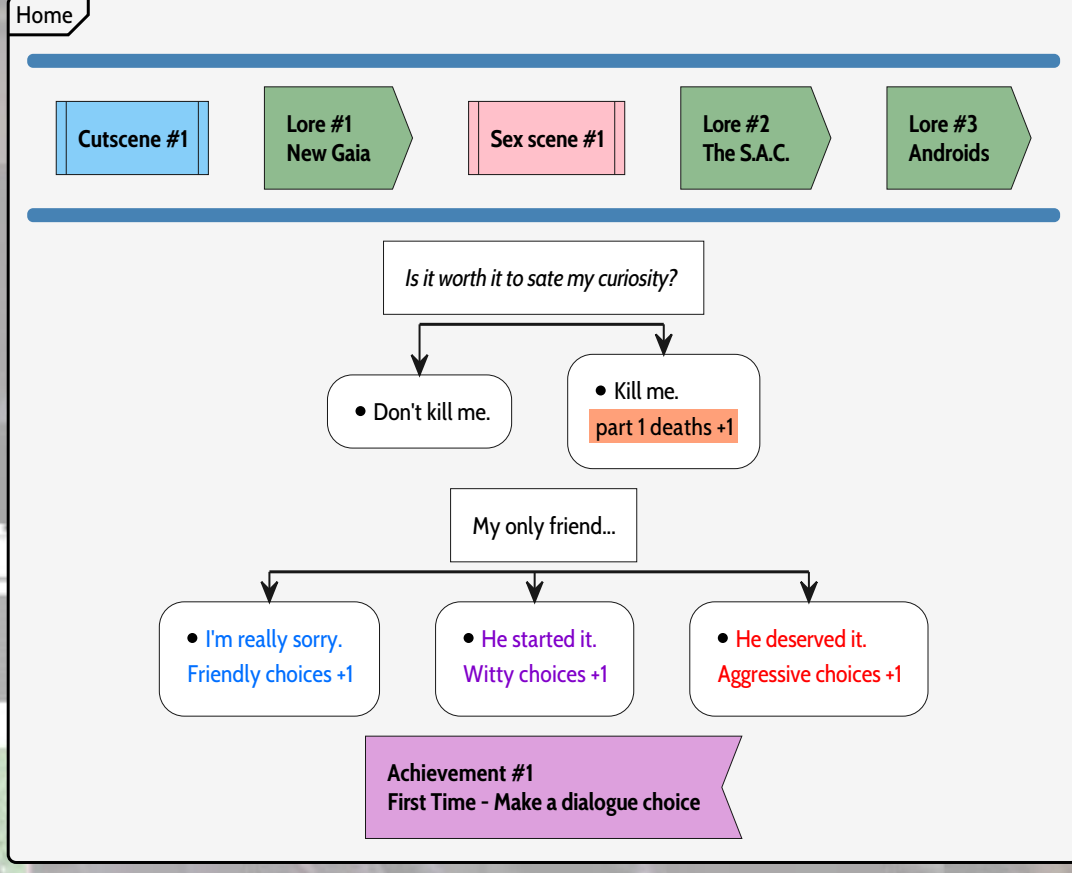 Home
Cutscene #1
Lore #1
New Gaia
Sex scene #1
Lore #2
The S.A.C.
Lore #3
Androids
Is it worth it to sate my curiosity?
● Don't kill me.
● Kill me.
part 1 deaths +1
My only friend...
● I'm really sorry.
Friendly choices +1
● He started it.
Witty choices +1
● He deserved it.
Aggressive choices +1
Achievement #1
First Time - Make a dialogue choice